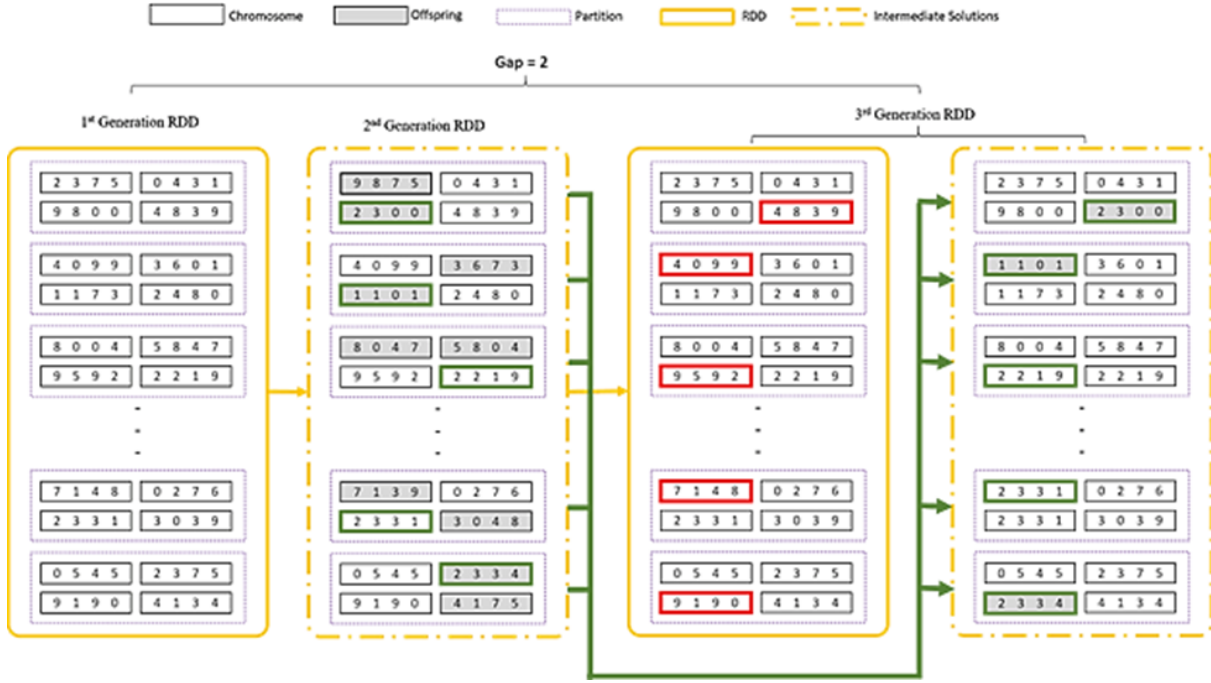 Chromosome Offspring Partition RDD Intermediate Solutions
Gap = 2
1st Generation RDD
2nd Generation RDD
3rd Generation RDD
2 3 7 5 0 4 3 1
9 8 0 0 4 8 3 9
4 0 9 9 3 6 0 1
1 1 7 3 2 4 8 0
8 0 0 4 5 8 4 7
9 5 9 2 2 2 1 9
7 1 4 8 0 2 7 6
2 3 3 1 3 0 3 9
0 5 4 5 2 3 7 5
9 1 9 0 4 1 3 4
9 8 7 5 0 4 3 1
2 3 0 0 4 8 3 9
4 0 9 9 3 6 7 3
1 1 0 1 2 4 8 0
8 0 4 7 5 8 0 4
9 5 9 2 2 2 1 9
7 1 3 9 0 2 7 6
2 3 3 1 3 0 4 8
0 5 4 5 2 3 3 4
9 1 9 0 4 1 7 5
2 3 7 5 0 4 3 1
9 8 0 0 4 8 3 9
4 0 9 9 3 6 0 1
1 1 7 3 2 4 8 0
8 0 0 4 5 8 4 7
9 5 9 2 2 2 1 9
7 1 4 8 0 2 7 6
2 3 3 1 3 0 3 9
0 5 4 5 2 3 7 5
9 1 9 0 4 1 3 4
2 3 7 5 0 4 3 1
9 8 0 0 2 3 0 0
1 1 0 1 3 6 0 1
1 1 7 3 2 4 8 0
8 0 0 4 5 8 4 7
2 2 1 9 2 2 1 9
2 3 3 1 0 2 7 6
2 3 3 1 3 0 3 9
0 5 4 5 2 3 7 5
2 3 3 4 4 1 3 4